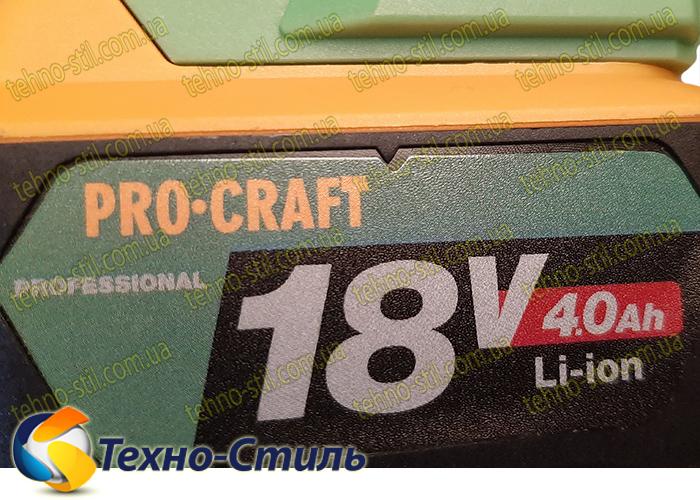 PRO·CRAFT
PROFESSIONAL
18V 4.0Ah
Li-ion
Техно-Стиль
tehno-stil.com.ua